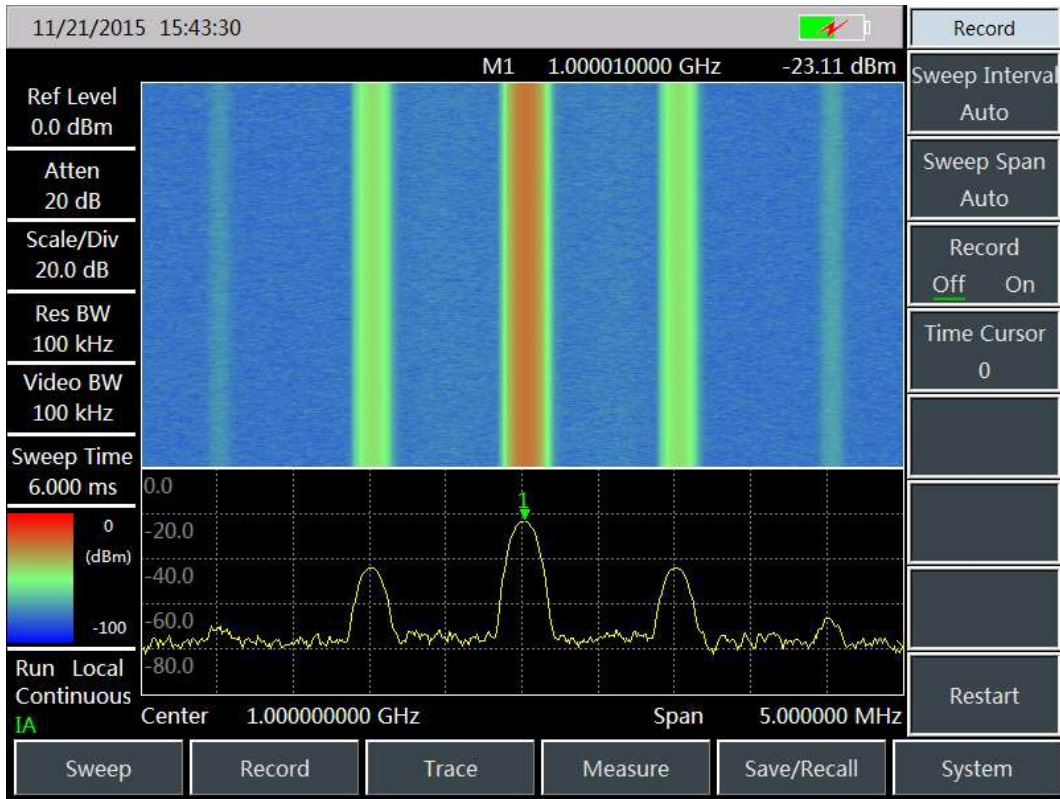 11/21/2015 15:43:30
Record
M1 1.000010000 GHz -23.11 dBm
Ref Level
0.0 dBm
Atten
20 dB
Scale/Div
20.0 dB
Res BW
100 kHz
Video BW
100 kHz
Sweep Time
6.000 ms
0
(dBm)
-100
Run Local
Continuous
IA
1
0.0
-20.0
-40.0
-60.0
-80.0
Center 1.000000000 GHz Span 5.000000 MHz
Sweep Interval
Auto
Sweep Span
Auto
Record
Off On
Time Cursor
0
Restart
Sweep Record Trace Measure Save/Recall System